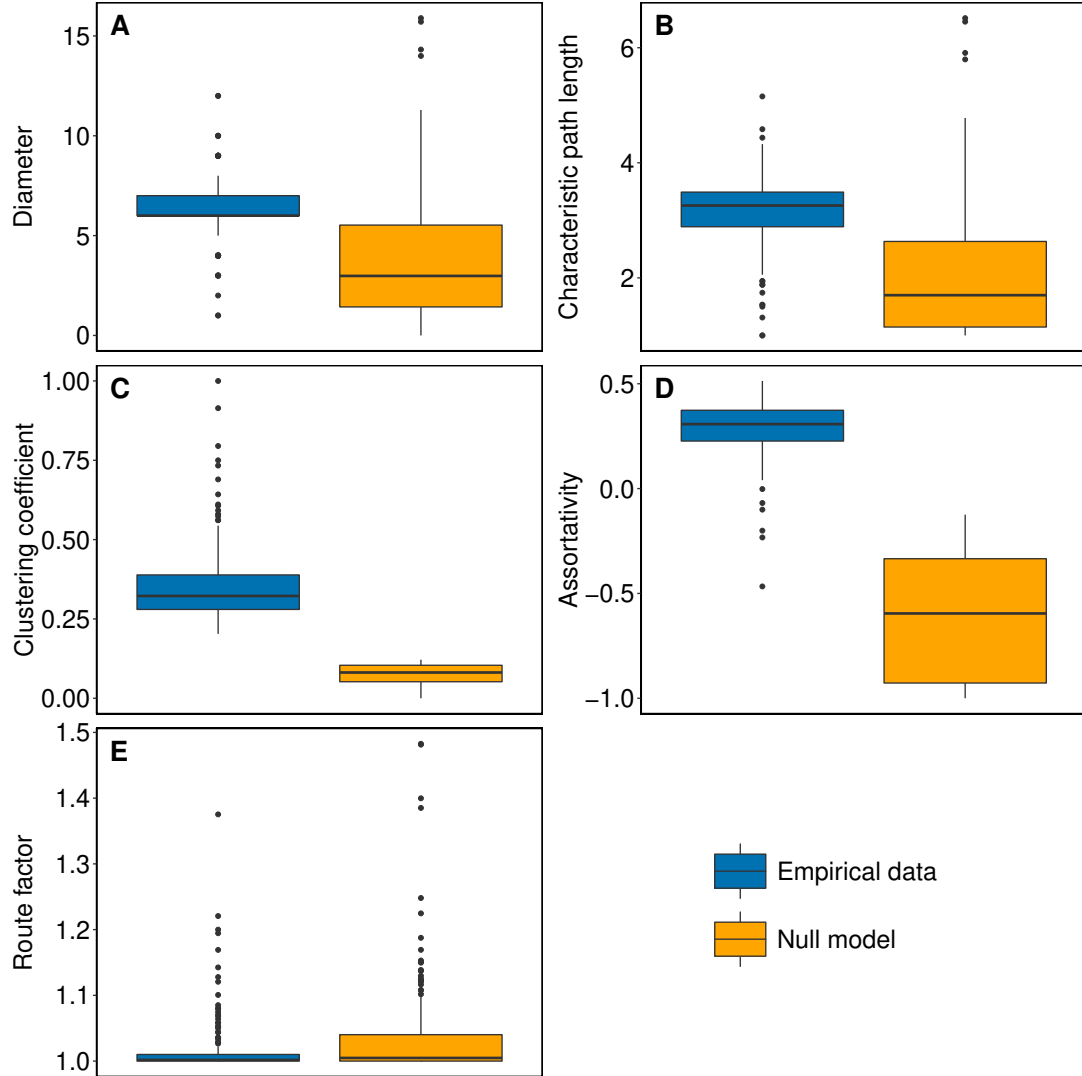 A
Diameter
15
10
5
0
B
Characteristic path length
6
4
2
C
Clustering coefficient
1.00
0.75
0.50
0.25
0.00
D
Assortativity
0.5
0.0
−0.5
−1.0
E
Route factor
1.5
1.4
1.3
1.2
1.1
1.0
Empirical data
Null model